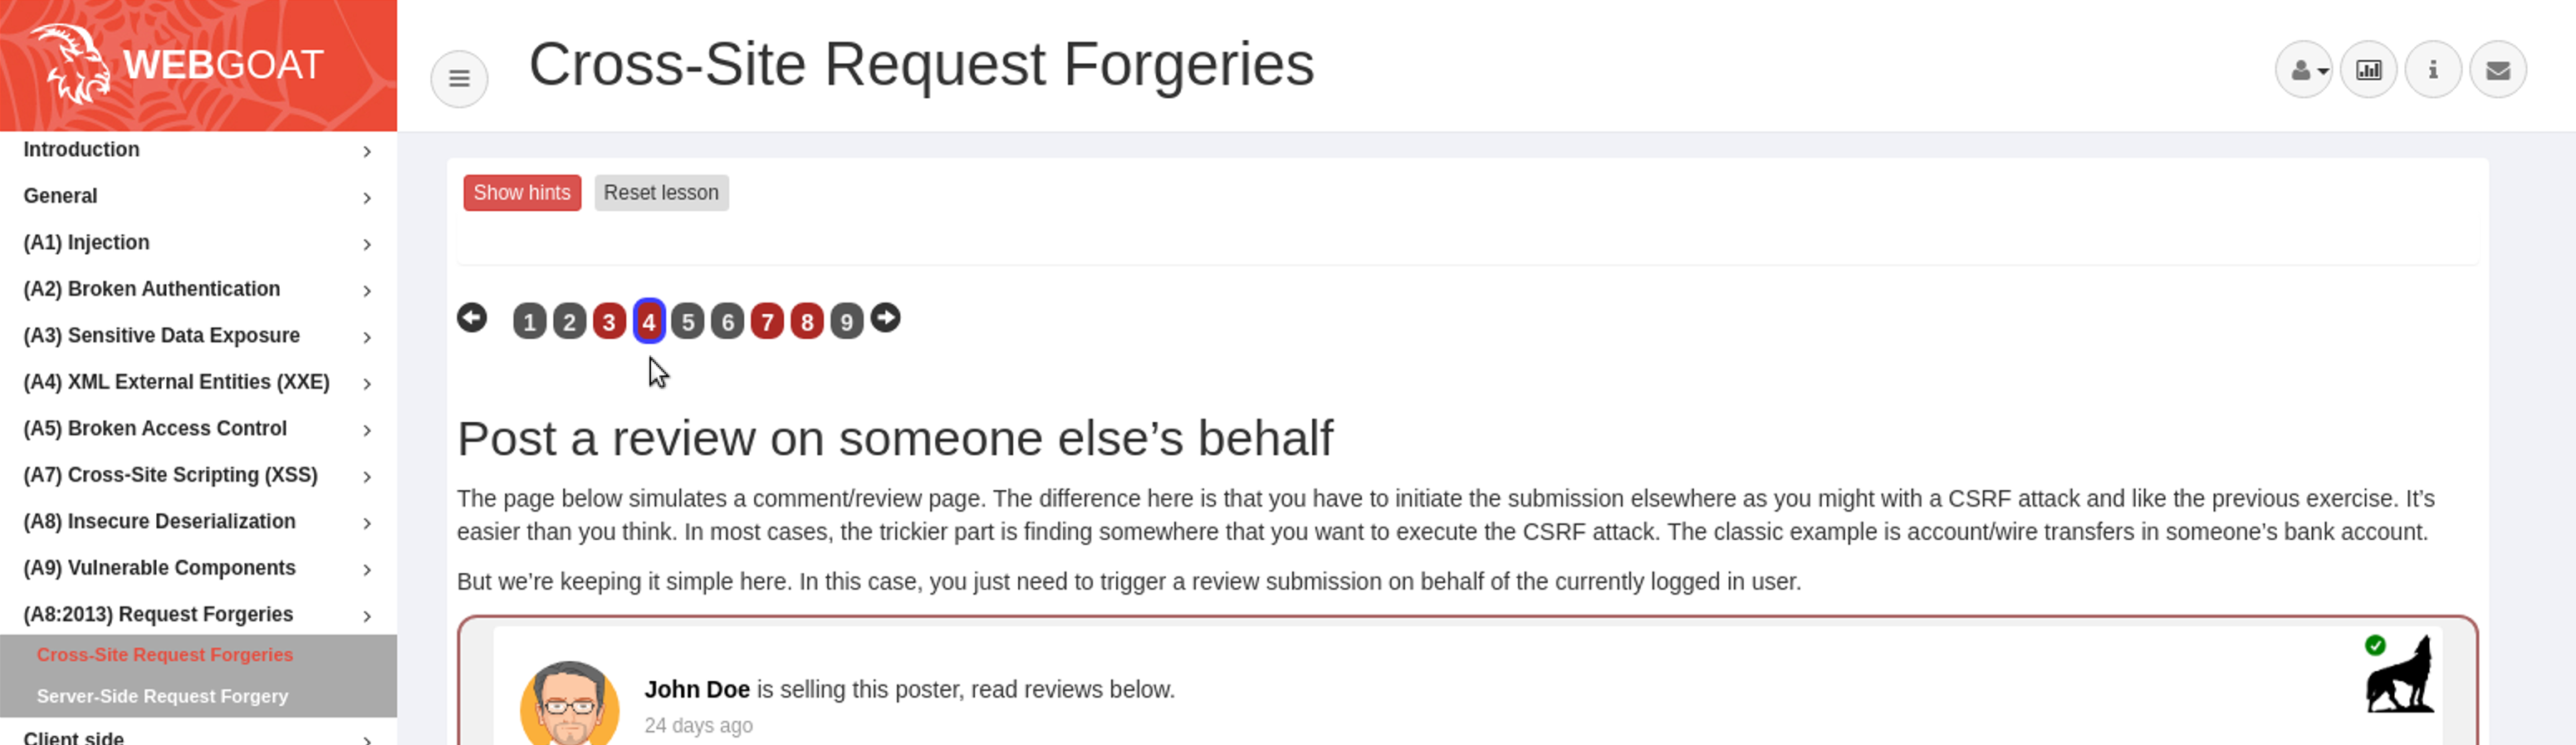 WEBGOAT
Cross-Site Request Forgeries
Introduction
General
(A1) Injection
(A2) Broken Authentication
(A3) Sensitive Data Exposure
(A4) XML External Entities (XXE)
(A5) Broken Access Control
(A7) Cross-Site Scripting (XSS)
(A8) Insecure Deserialization
(A9) Vulnerable Components
(A8:2013) Request Forgeries
Cross-Site Request Forgeries
Server-Side Request Forgery
Client side
Show hints Reset lesson
1 2 3 4 5 6 7 8 9
Post a review on someone else’s behalf
The page below simulates a comment/review page. The difference here is that you have to initiate the submission elsewhere as you might with a CSRF attack and like the previous exercise. It’s
easier than you think. In most cases, the trickier part is finding somewhere that you want to execute the CSRF attack. The classic example is account/wire transfers in someone’s bank account.
But we’re keeping it simple here. In this case, you just need to trigger a review submission on behalf of the currently logged in user.
John Doe is selling this poster, read reviews below.
24 days ago